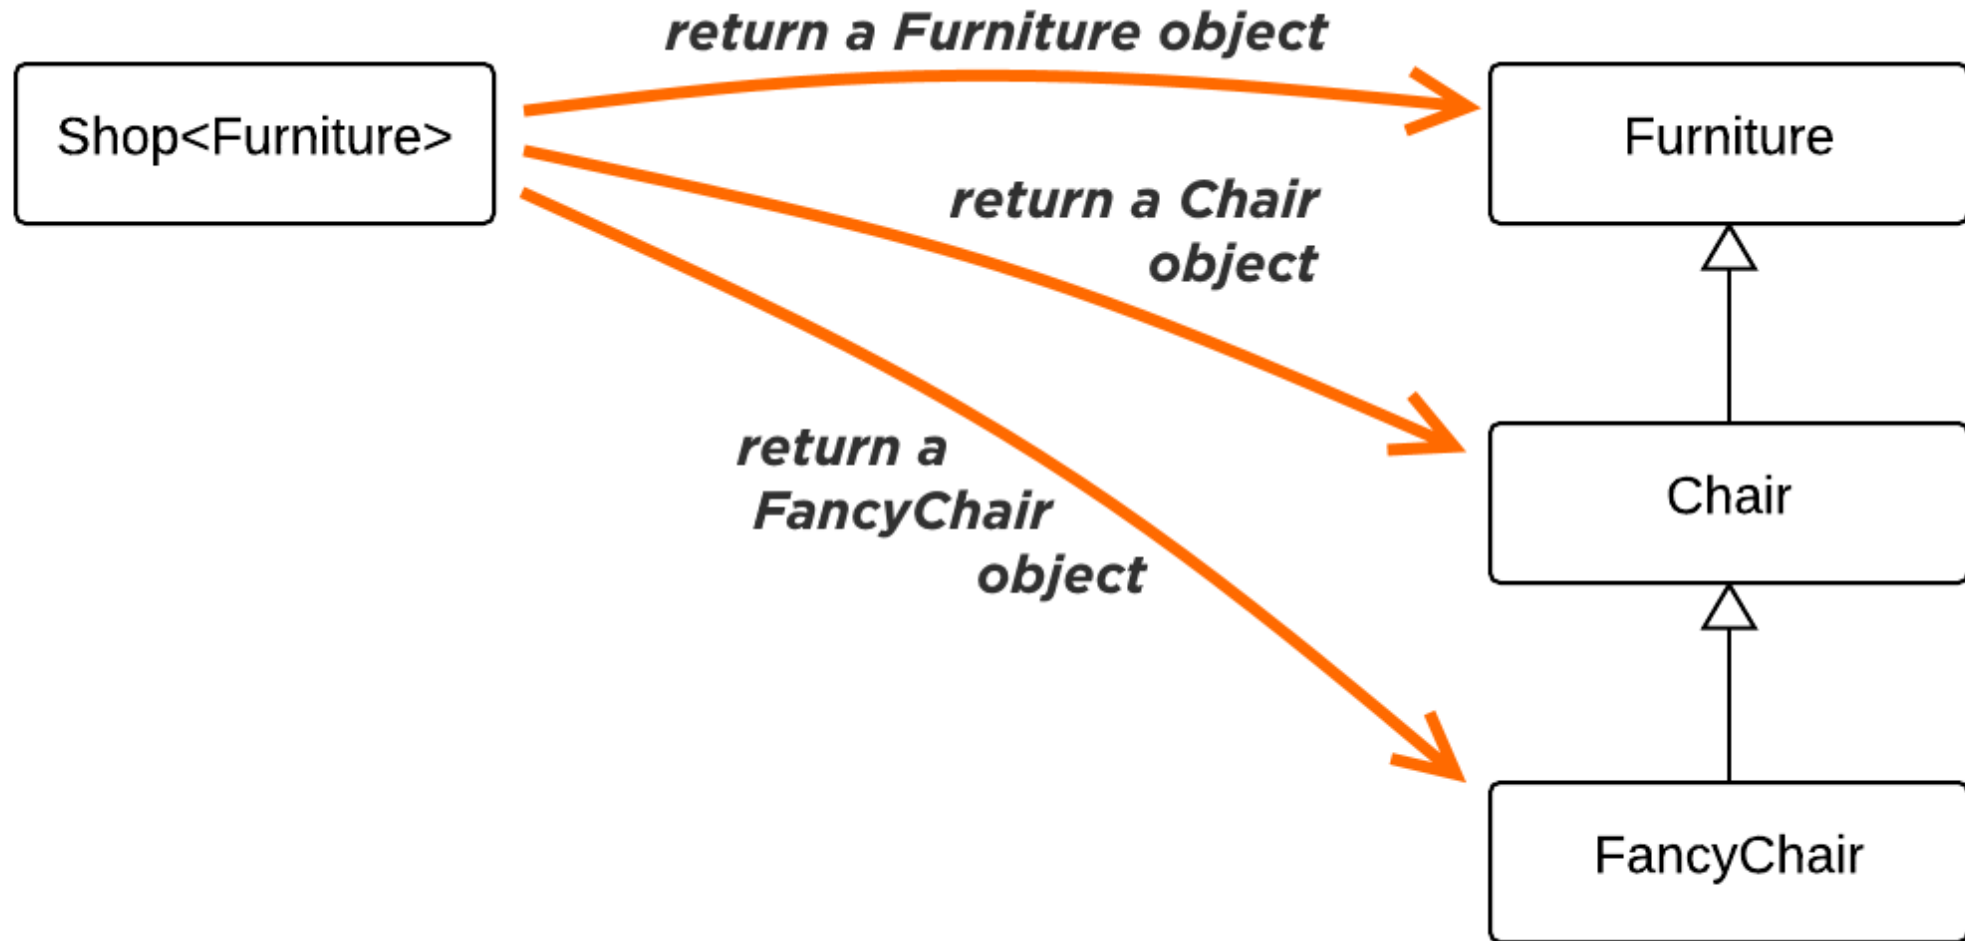 return a Furniture object
Shop<Furniture>
Furniture
return a Chair
object
return a
FancyChair
object
Chair
FancyChair